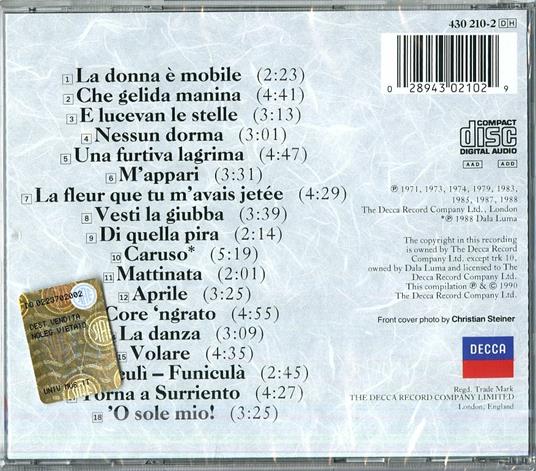 430 210-2 DH
0 28943 02102 9
1 La donna è mobile (2:23)
2 Che gelida manina (4:41)
3 E lucevan le stelle (3:13)
4 Nessun dorma (3:01)
5 Una furtiva lagrima (4:47)
6 M'appari (3:31)
7 La fleur que tu m'avais jetée (4:29)
8 Vesti la giubba (3:39)
9 Di quella pira (2:14)
10 Caruso* (5:19)
11 Mattinata (2:01)
12 Aprile (3:25)
Core 'ngrato (4:55)
La danza (3:09)
15 Volare (4:35)
culì – Funiculà (2:45)
Torna a Surriento (4:27)
18 'O sole mio! (3:25)
COMPACT
disc
DIGITAL AUDIO
AAD ADD
℗ 1971, 1973, 1974, 1979, 1983,
1985, 1987, 1988
The Decca Record Company Ltd., London
*℗ 1988 Dala Luma
The copyright in this recording
is owned by The Decca Record
Company Ltd. except trk 10,
owned by Dala Luma and licensed to The
Decca Record Company Ltd.
This compilation ℗ & © 1990
The Decca Record Company Ltd.
Front cover photo by Christian Steiner
DECCA
Regd. Trade Mark
THE DECCA RECORD COMPANY LIMITED
London, England
DO 0223702002
DEST. VENDITA
NOLEG. VIETATO